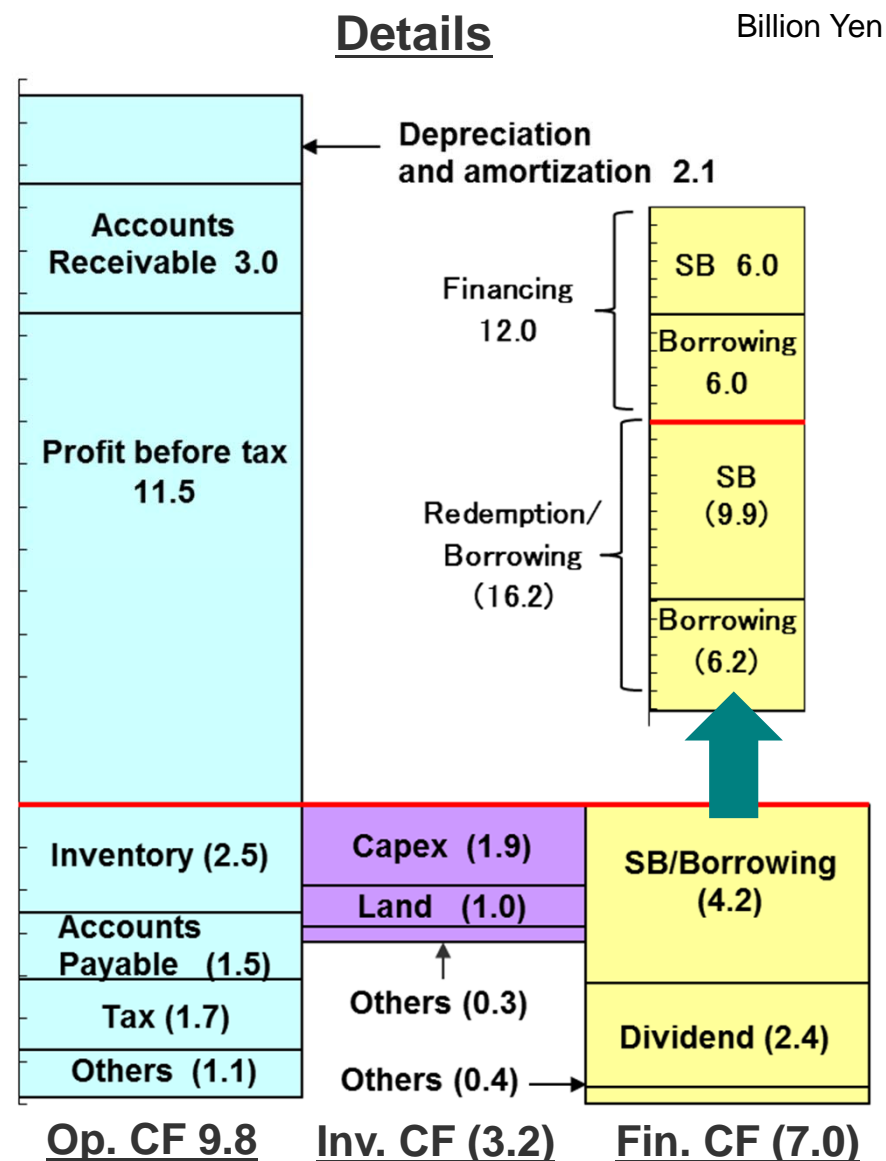 Details
Billion Yen
Depreciation
and amortization 2.1
Accounts
Receivable 3.0
Profit before tax
11.5
Financing
12.0
SB 6.0
Borrowing
6.0
Redemption/
Borrowing
(16.2)
SB
(9.9)
Borrowing
(6.2)
Inventory (2.5)
Accounts
Payable (1.5)
Tax (1.7)
Others (1.1)
Capex (1.9)
Land (1.0)
Others (0.3)
SB/Borrowing
(4.2)
Dividend (2.4)
Others (0.4)
Op. CF 9.8
Inv. CF (3.2)
Fin. CF (7.0)